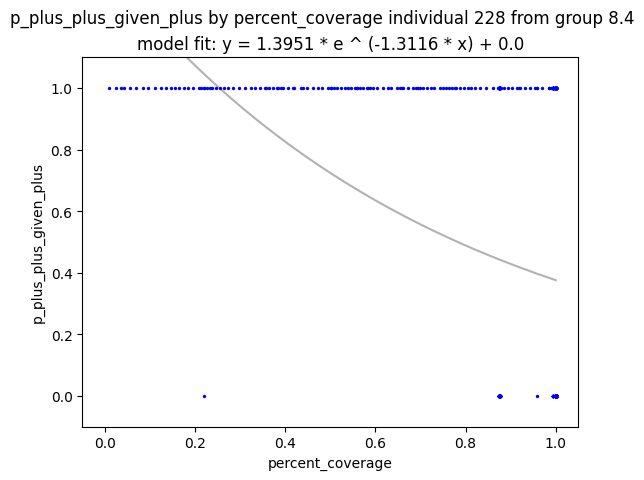 p_plus_plus_given_plus by percent_coverage individual 228 from group 8.4
model fit: y = 1.3951 * e ^ (-1.3116 * x) + 0.0
1.0
0.8
0.6
0.4
0.2
0.0
p_plus_plus_given_plus
0.0 0.2 0.4 0.6 0.8 1.0
percent_coverage